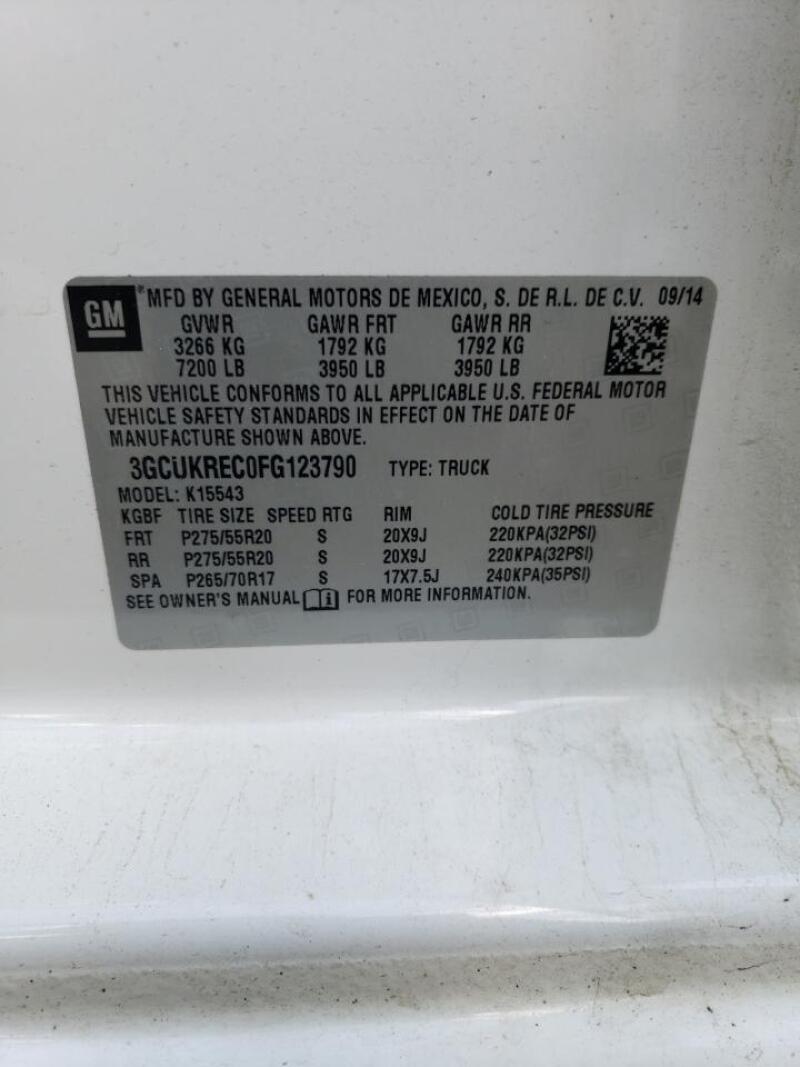 GM ® MFD BY GENERAL MOTORS DE MEXICO, S. DE R.L. DE C.V. 09/14
GVWR GAWR FRT GAWR RR
3266 KG 1792 KG 1792 KG
7200 LB 3950 LB 3950 LB
THIS VEHICLE CONFORMS TO ALL APPLICABLE U.S. FEDERAL MOTOR
VEHICLE SAFETY STANDARDS IN EFFECT ON THE DATE OF
MANUFACTURE SHOWN ABOVE.
3GCUKREC0FG123790 TYPE: TRUCK
MODEL: K15543
KGBF TIRE SIZE SPEED RTG RIM COLD TIRE PRESSURE
FRT P275/55R20 S 20X9J 220KPA(32PSI)
RR P275/55R20 S 20X9J 220KPA(32PSI)
SPA P265/70R17 S 17X7.5J 240KPA(35PSI)
SEE OWNER'S MANUAL i FOR MORE INFORMATION.